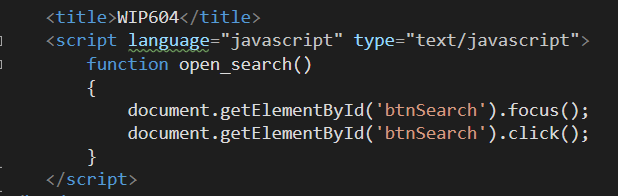 <title>WIP604</title>
<script language="javascript" type="text/javascript">
function open_search()
{
document.getElementById('btnSearch').focus();
document.getElementById('btnSearch').click();
}
</script>